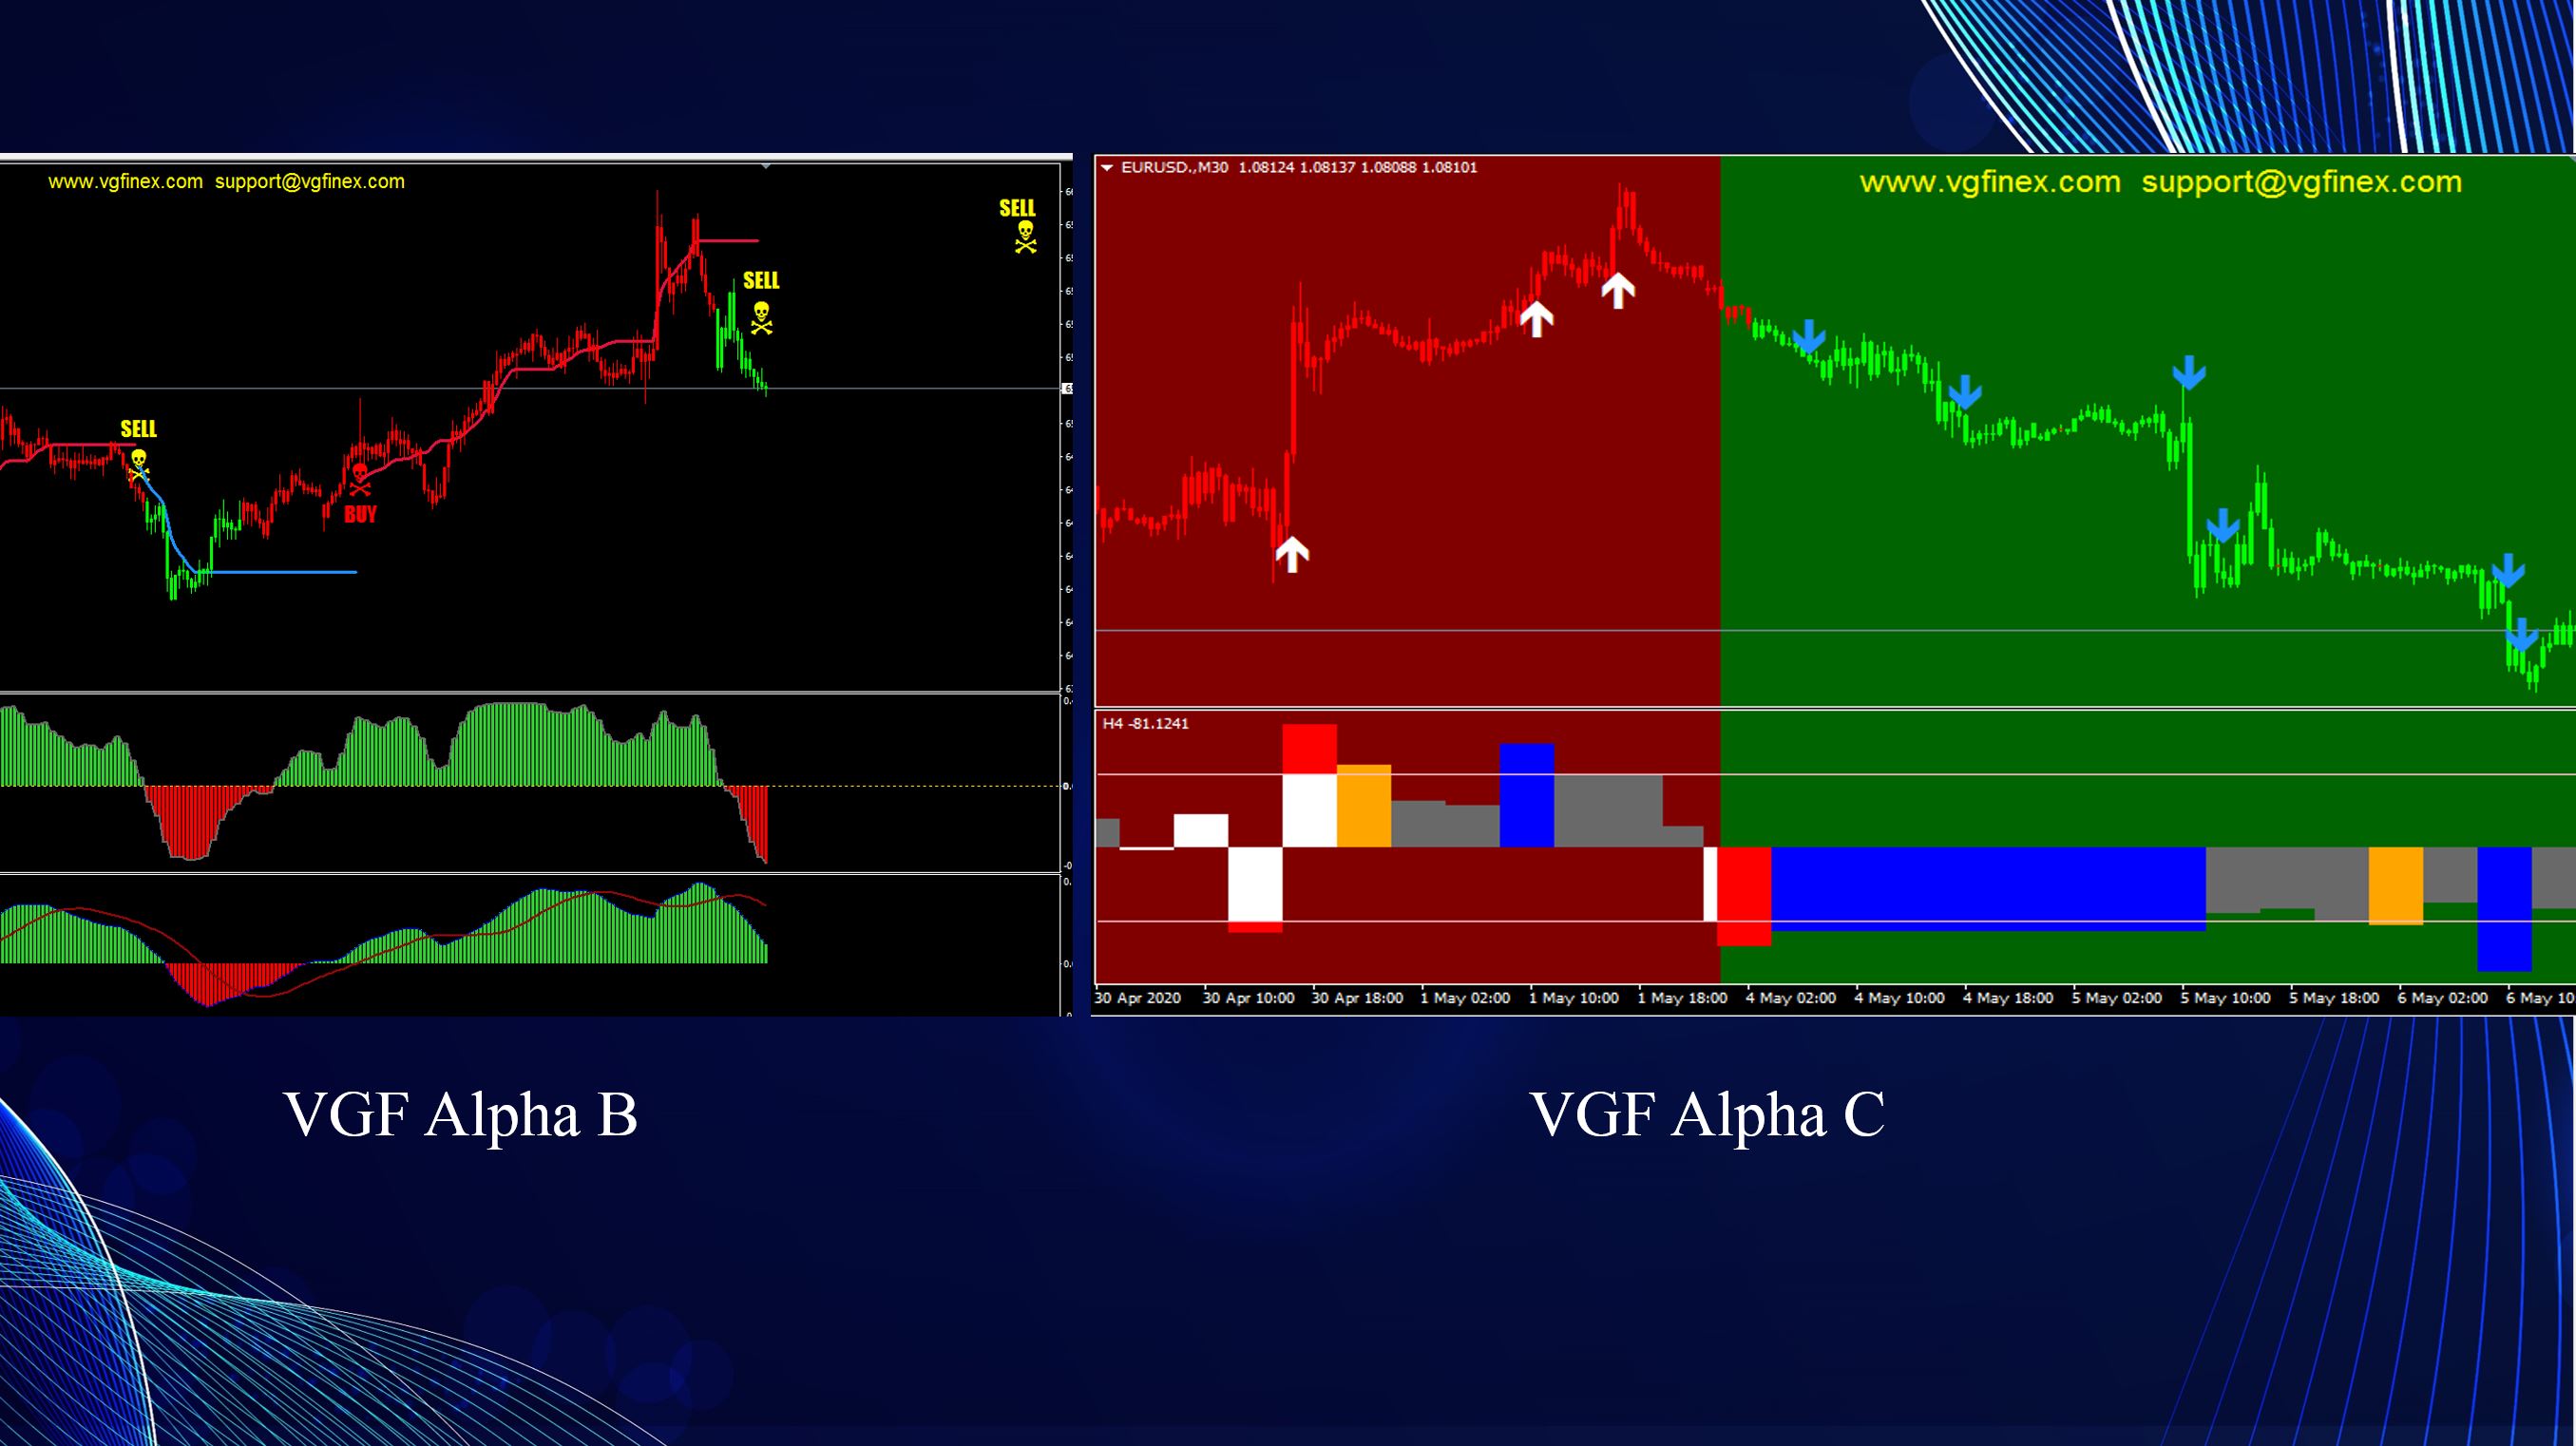 www.vgfinex.com  support@vgfinex.com
SELL
SELL
SELL
BUY
EURUSD.,M30  1.08124 1.08137 1.08088 1.08101
www.vgfinex.com  support@vgfinex.com
H4 -81.1241
30 Apr 2020  30 Apr 10:00  30 Apr 18:00  1 May 02:00  1 May 10:00  1 May 18:00  4 May 02:00  4 May 10:00  4 May 18:00  5 May 02:00  5 May 10:00  5 May 18:00  6 May 02:00  6 May 10
VGF Alpha B
VGF Alpha C